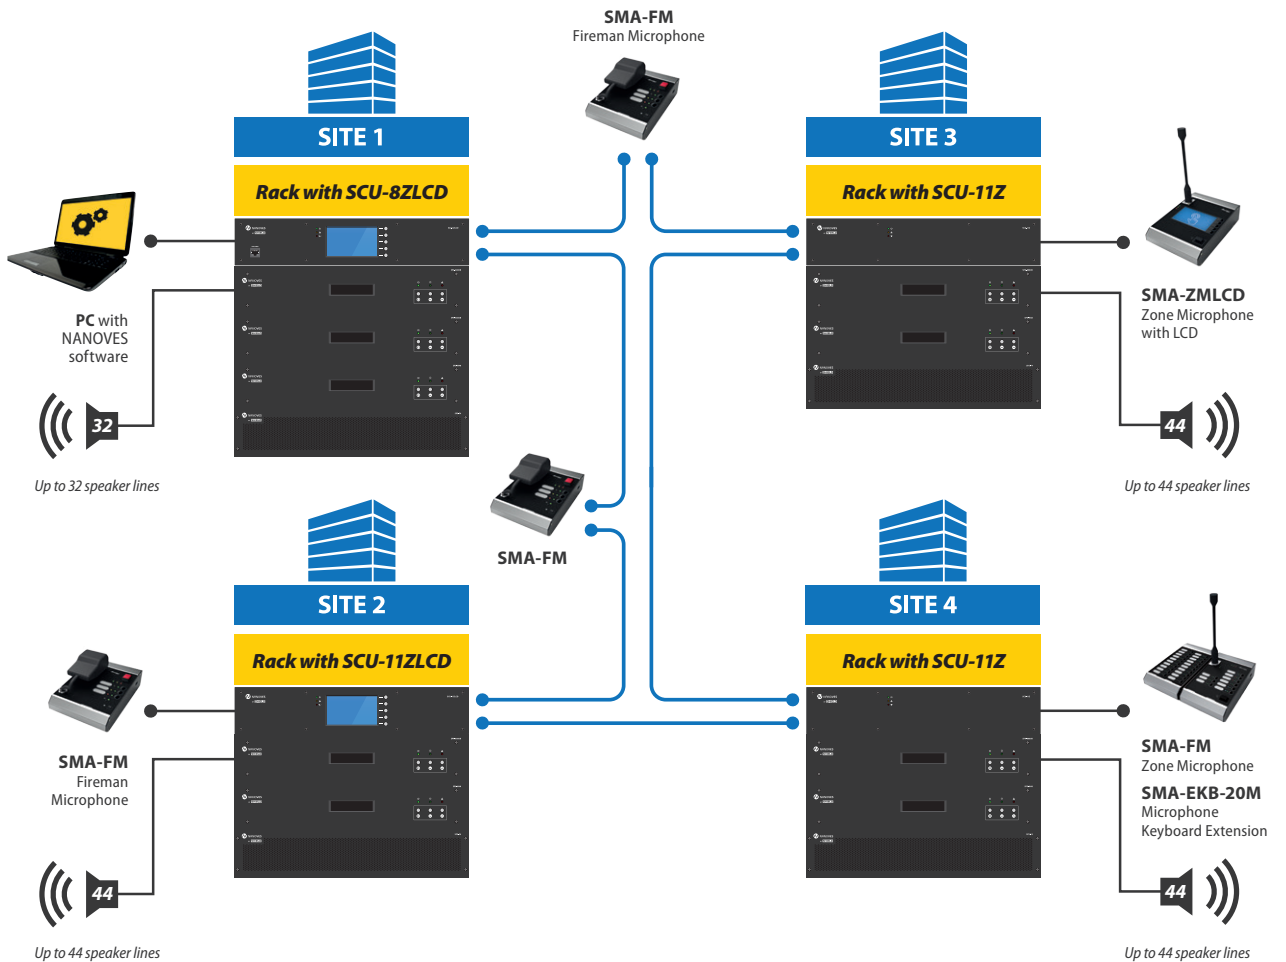 SMA-FM
Fireman Microphone
SITE 1
Rack with SCU-8ZLCD
PC with
NANOVES
software
32
Up to 32 speaker lines
SITE 3
Rack with SCU-11Z
SMA-ZMLCD
Zone Microphone
with LCD
44
Up to 44 speaker lines
SMA-FM
SITE 2
Rack with SCU-11ZLCD
SMA-FM
Fireman
Microphone
44
Up to 44 speaker lines
SITE 4
Rack with SCU-11Z
SMA-FM
Zone Microphone
SMA-EKB-20M
Microphone
Keyboard Extension
44
Up to 44 speaker lines